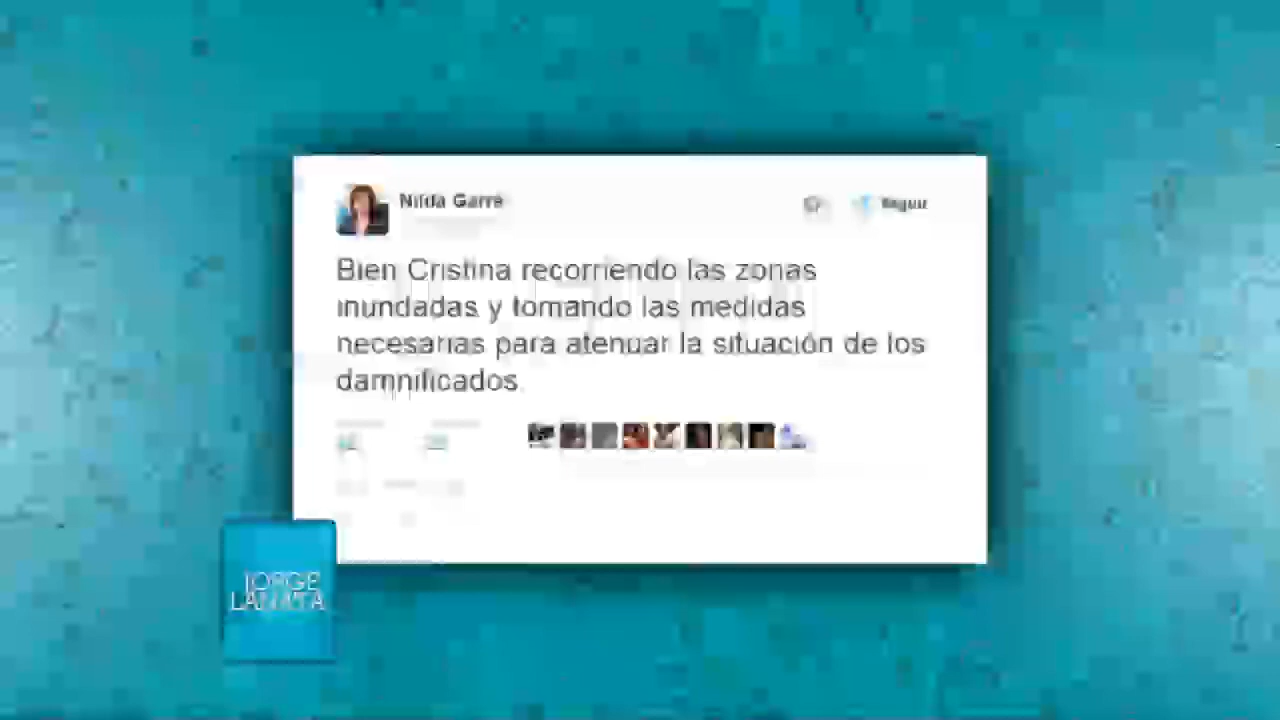 Nilda Garré
Seguir
Bien Cristina recorriendo las zonas
inundadas y tomando las medidas
necesarias para atenuar la situación de los
damnificados
JORGE
LANATA